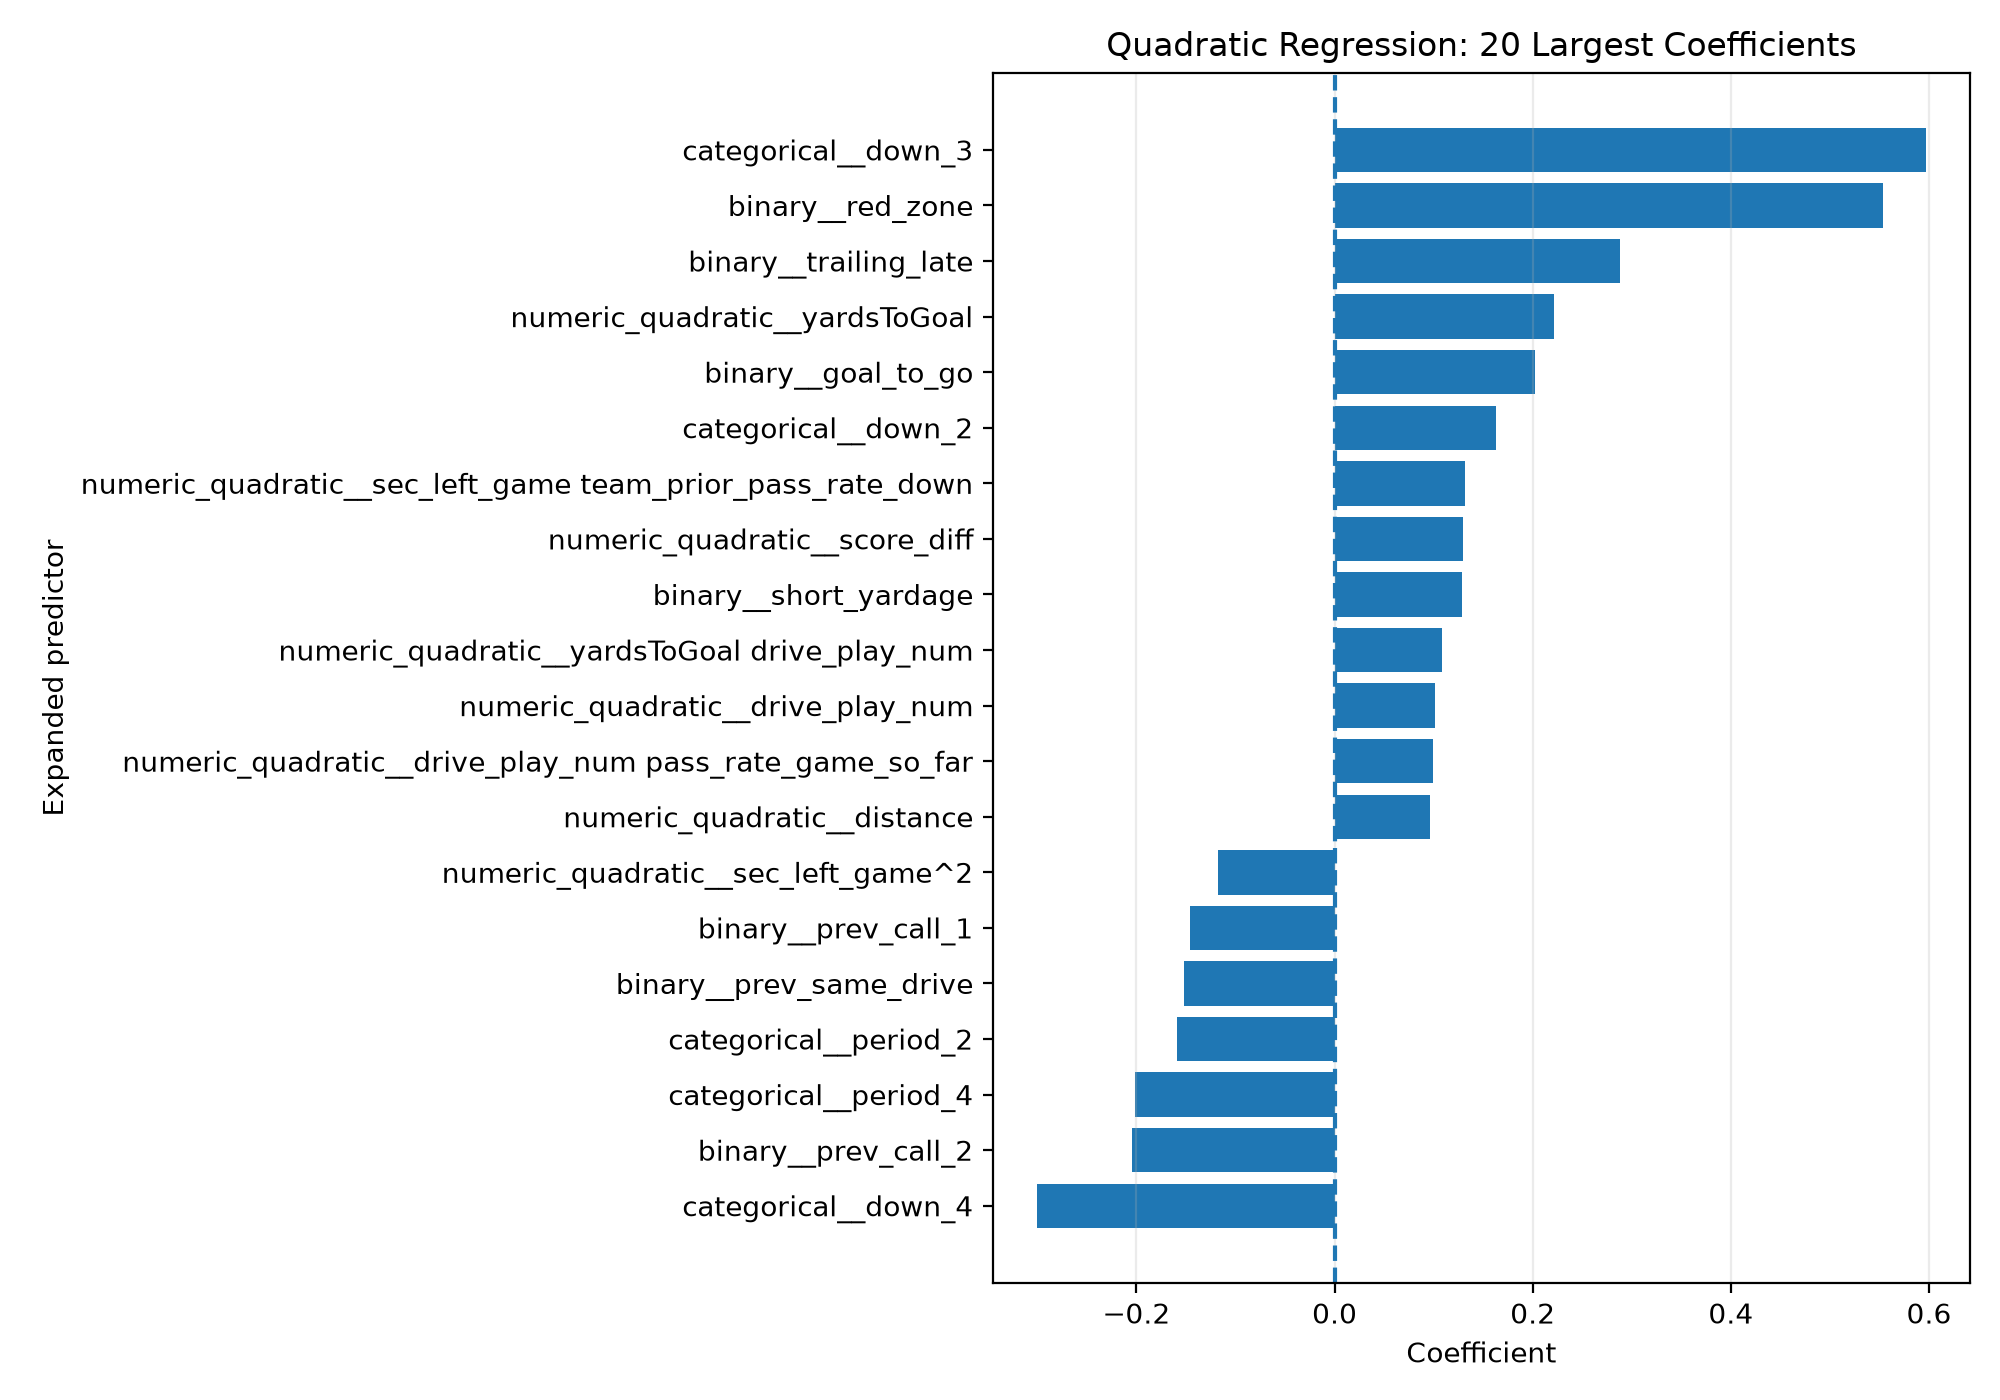 Quadratic Regression: 20 Largest Coefficients
categorical__down_3
binary__red_zone
binary__trailing_late
numeric_quadratic__yardsToGoal
binary__goal_to_go
categorical__down_2
numeric_quadratic__sec_left_game team_prior_pass_rate_down
numeric_quadratic__score_diff
binary__short_yardage
numeric_quadratic__yardsToGoal drive_play_num
numeric_quadratic__drive_play_num
numeric_quadratic__drive_play_num pass_rate_game_so_far
numeric_quadratic__distance
numeric_quadratic__sec_left_game^2
binary__prev_call_1
binary__prev_same_drive
categorical__period_2
categorical__period_4
binary__prev_call_2
categorical__down_4
Expanded predictor
−0.2 0.0 0.2 0.4 0.6
Coefficient